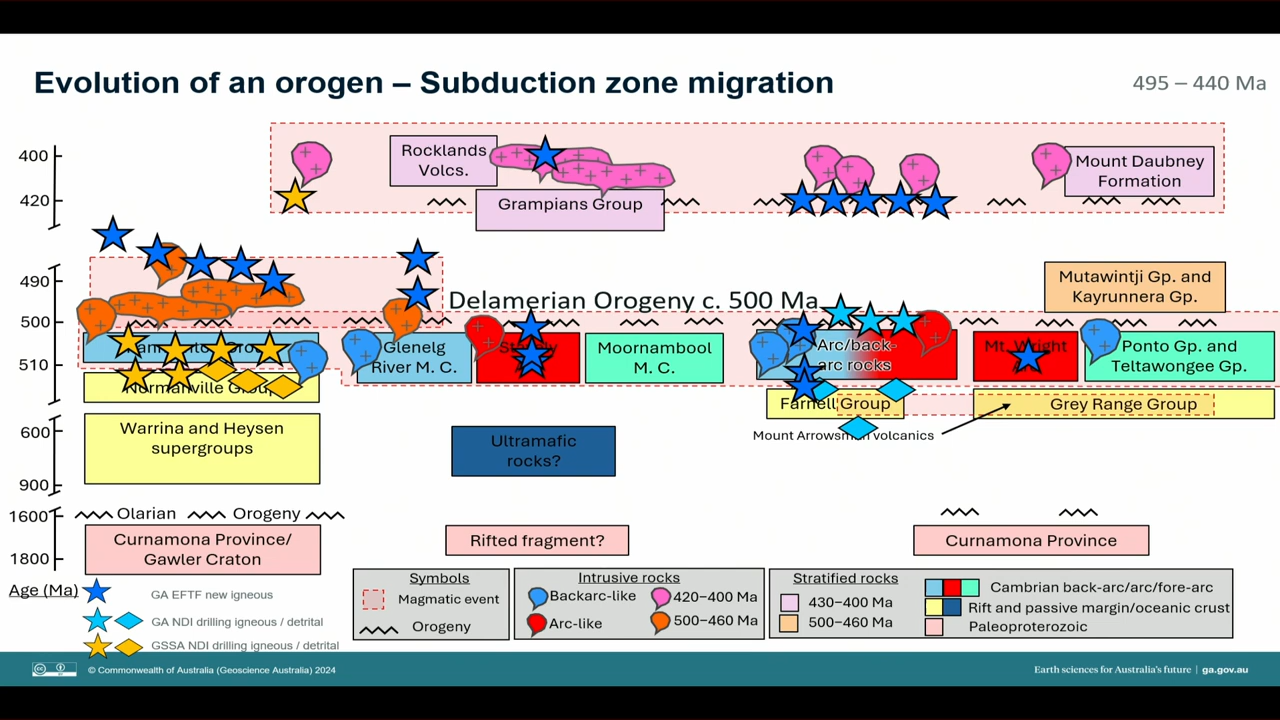 Evolution of an orogen – Subduction zone migration
495 – 440 Ma
400
420
490
500
510
600
900
1600
1800
Age (Ma)
Rocklands
Volcs.
Grampians Group
Mount Daubney
Formation
Mutawintji Gp. and
Kayrunnera Gp.
Delamerian Orogeny c. 500 Ma
Glenelg
River M. C.
Moornambool
M. C.
Arc/back-
arc rocks
Mt. Wright
Ponto Gp. and
Teltawongee Gp.
Normanville Group
Farnell Group
Grey Range Group
Mount Arrowsmith volcanics
Warrina and Heysen
supergroups
Ultramafic
rocks?
Olarian Orogeny
Curnamona Province/
Gawler Craton
Rifted fragment?
Curnamona Province
GA EFTF new igneous
GA NDI drilling igneous / detrital
GSSA NDI drilling igneous / detrital
Symbols
Magmatic event
Orogeny
Intrusive rocks
Backarc-like
420–400 Ma
Arc-like
500–460 Ma
Stratified rocks
430–400 Ma
500–460 Ma
Cambrian back-arc/arc/fore-arc
Rift and passive margin/oceanic crust
Paleoproterozoic
© Commonwealth of Australia (Geoscience Australia) 2024
Earth sciences for Australia's future | ga.gov.au